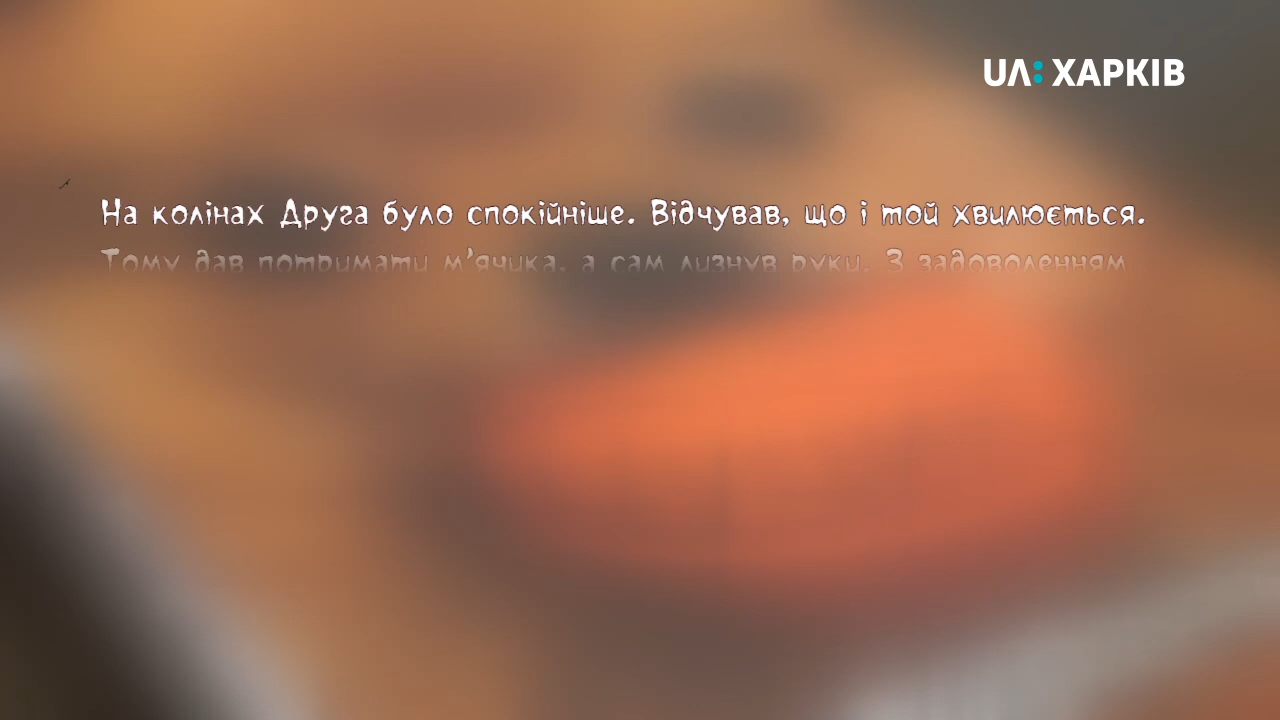 UA: ХАРКІВ
На колінах Друга було спокійніше. Відчував, що і той хвилюється.
Тому дав потримати м’ячика, а сам лизнув руки. З задоволенням